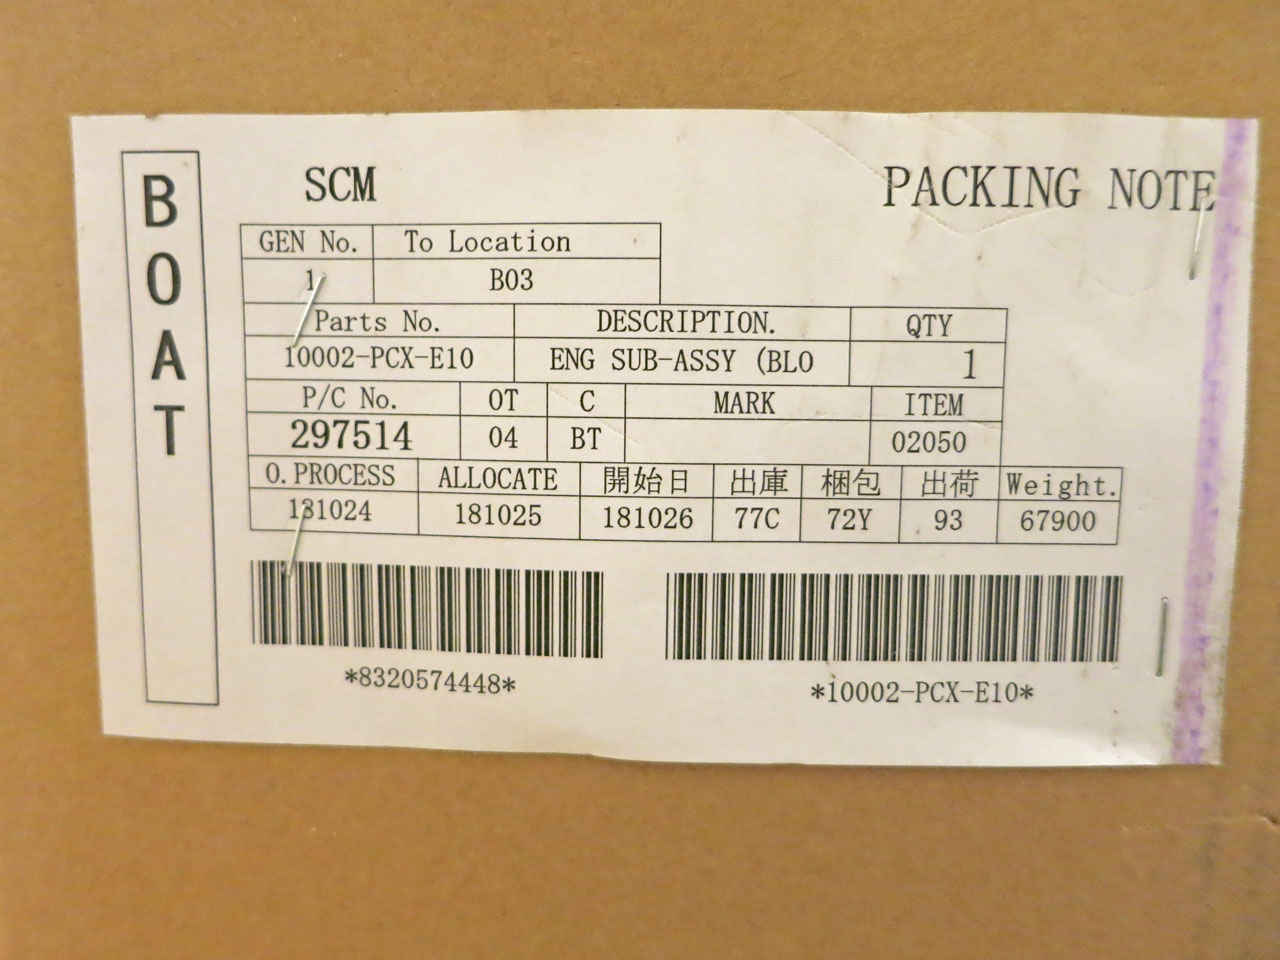 BOAT
SCM
PACKING NOTE
GEN No. To Location
1 B03
Parts No. DESCRIPTION. QTY
10002-PCX-E10 ENG SUB-ASSY (BLO 1
P/C No. OT C MARK ITEM
297514 04 BT 02050
O.PROCESS ALLOCATE 開始日 出庫 梱包 出荷 Weight.
181024 181025 181026 77C 72Y 93 67900
*8320574448* *10002-PCX-E10*